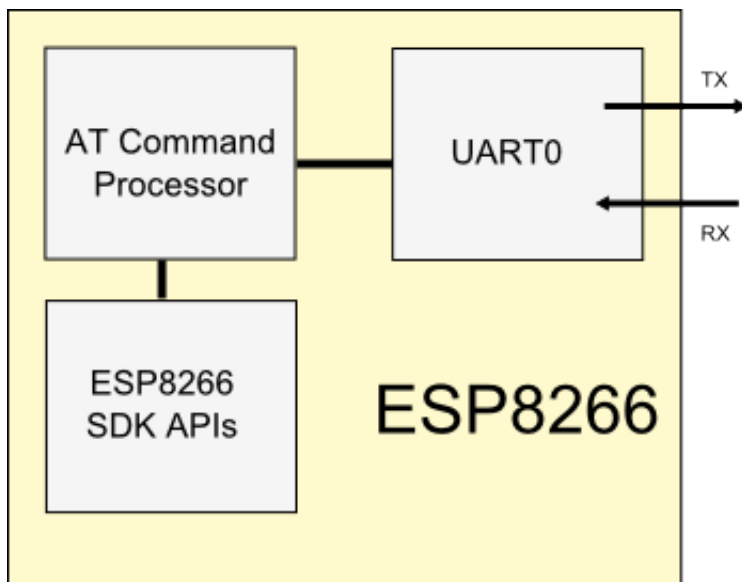 AT Command
Processor
UART0
TX
RX
ESP8266
SDK APIs
ESP8266